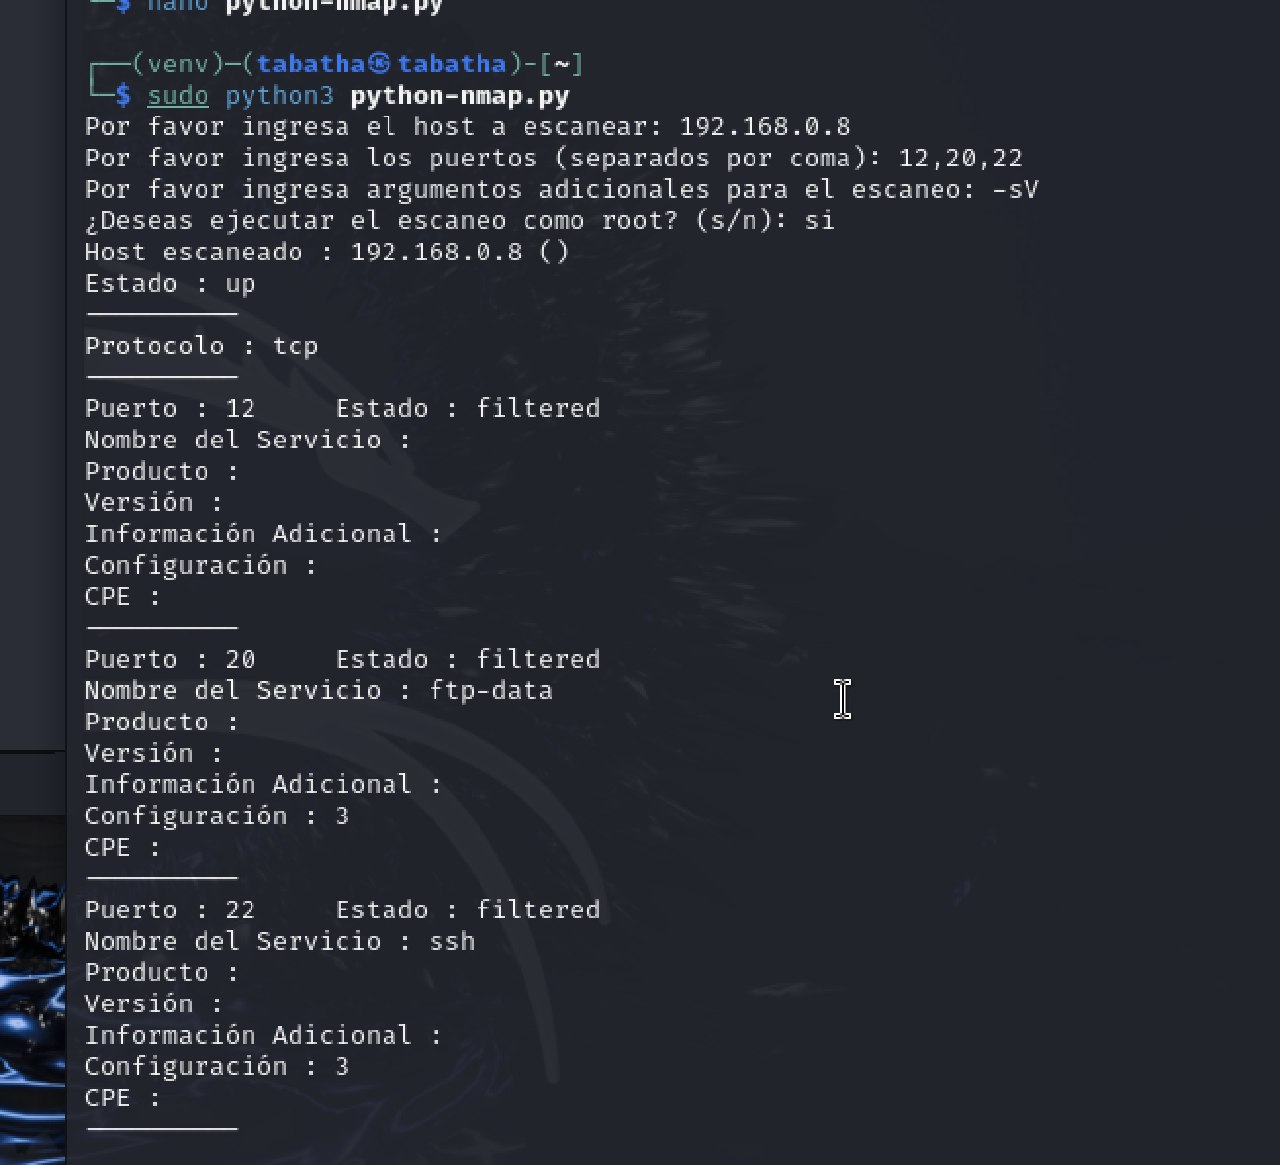 └─$ nano python-nmap.py
┌──(venv)─(tabatha㉿tabatha)-[~]
└─$ sudo python3 python-nmap.py
Por favor ingresa el host a escanear: 192.168.0.8
Por favor ingresa los puertos (separados por coma): 12,20,22
Por favor ingresa argumentos adicionales para el escaneo: -sV
¿Deseas ejecutar el escaneo como root? (s/n): si
Host escaneado : 192.168.0.8 ()
Estado : up
----------
Protocolo : tcp
----------
Puerto : 12     Estado : filtered
Nombre del Servicio :
Producto :
Versión :
Información Adicional :
Configuración :
CPE :
----------
Puerto : 20     Estado : filtered
Nombre del Servicio : ftp-data
Producto :
Versión :
Información Adicional :
Configuración : 3
CPE :
----------
Puerto : 22     Estado : filtered
Nombre del Servicio : ssh
Producto :
Versión :
Información Adicional :
Configuración : 3
CPE :
----------